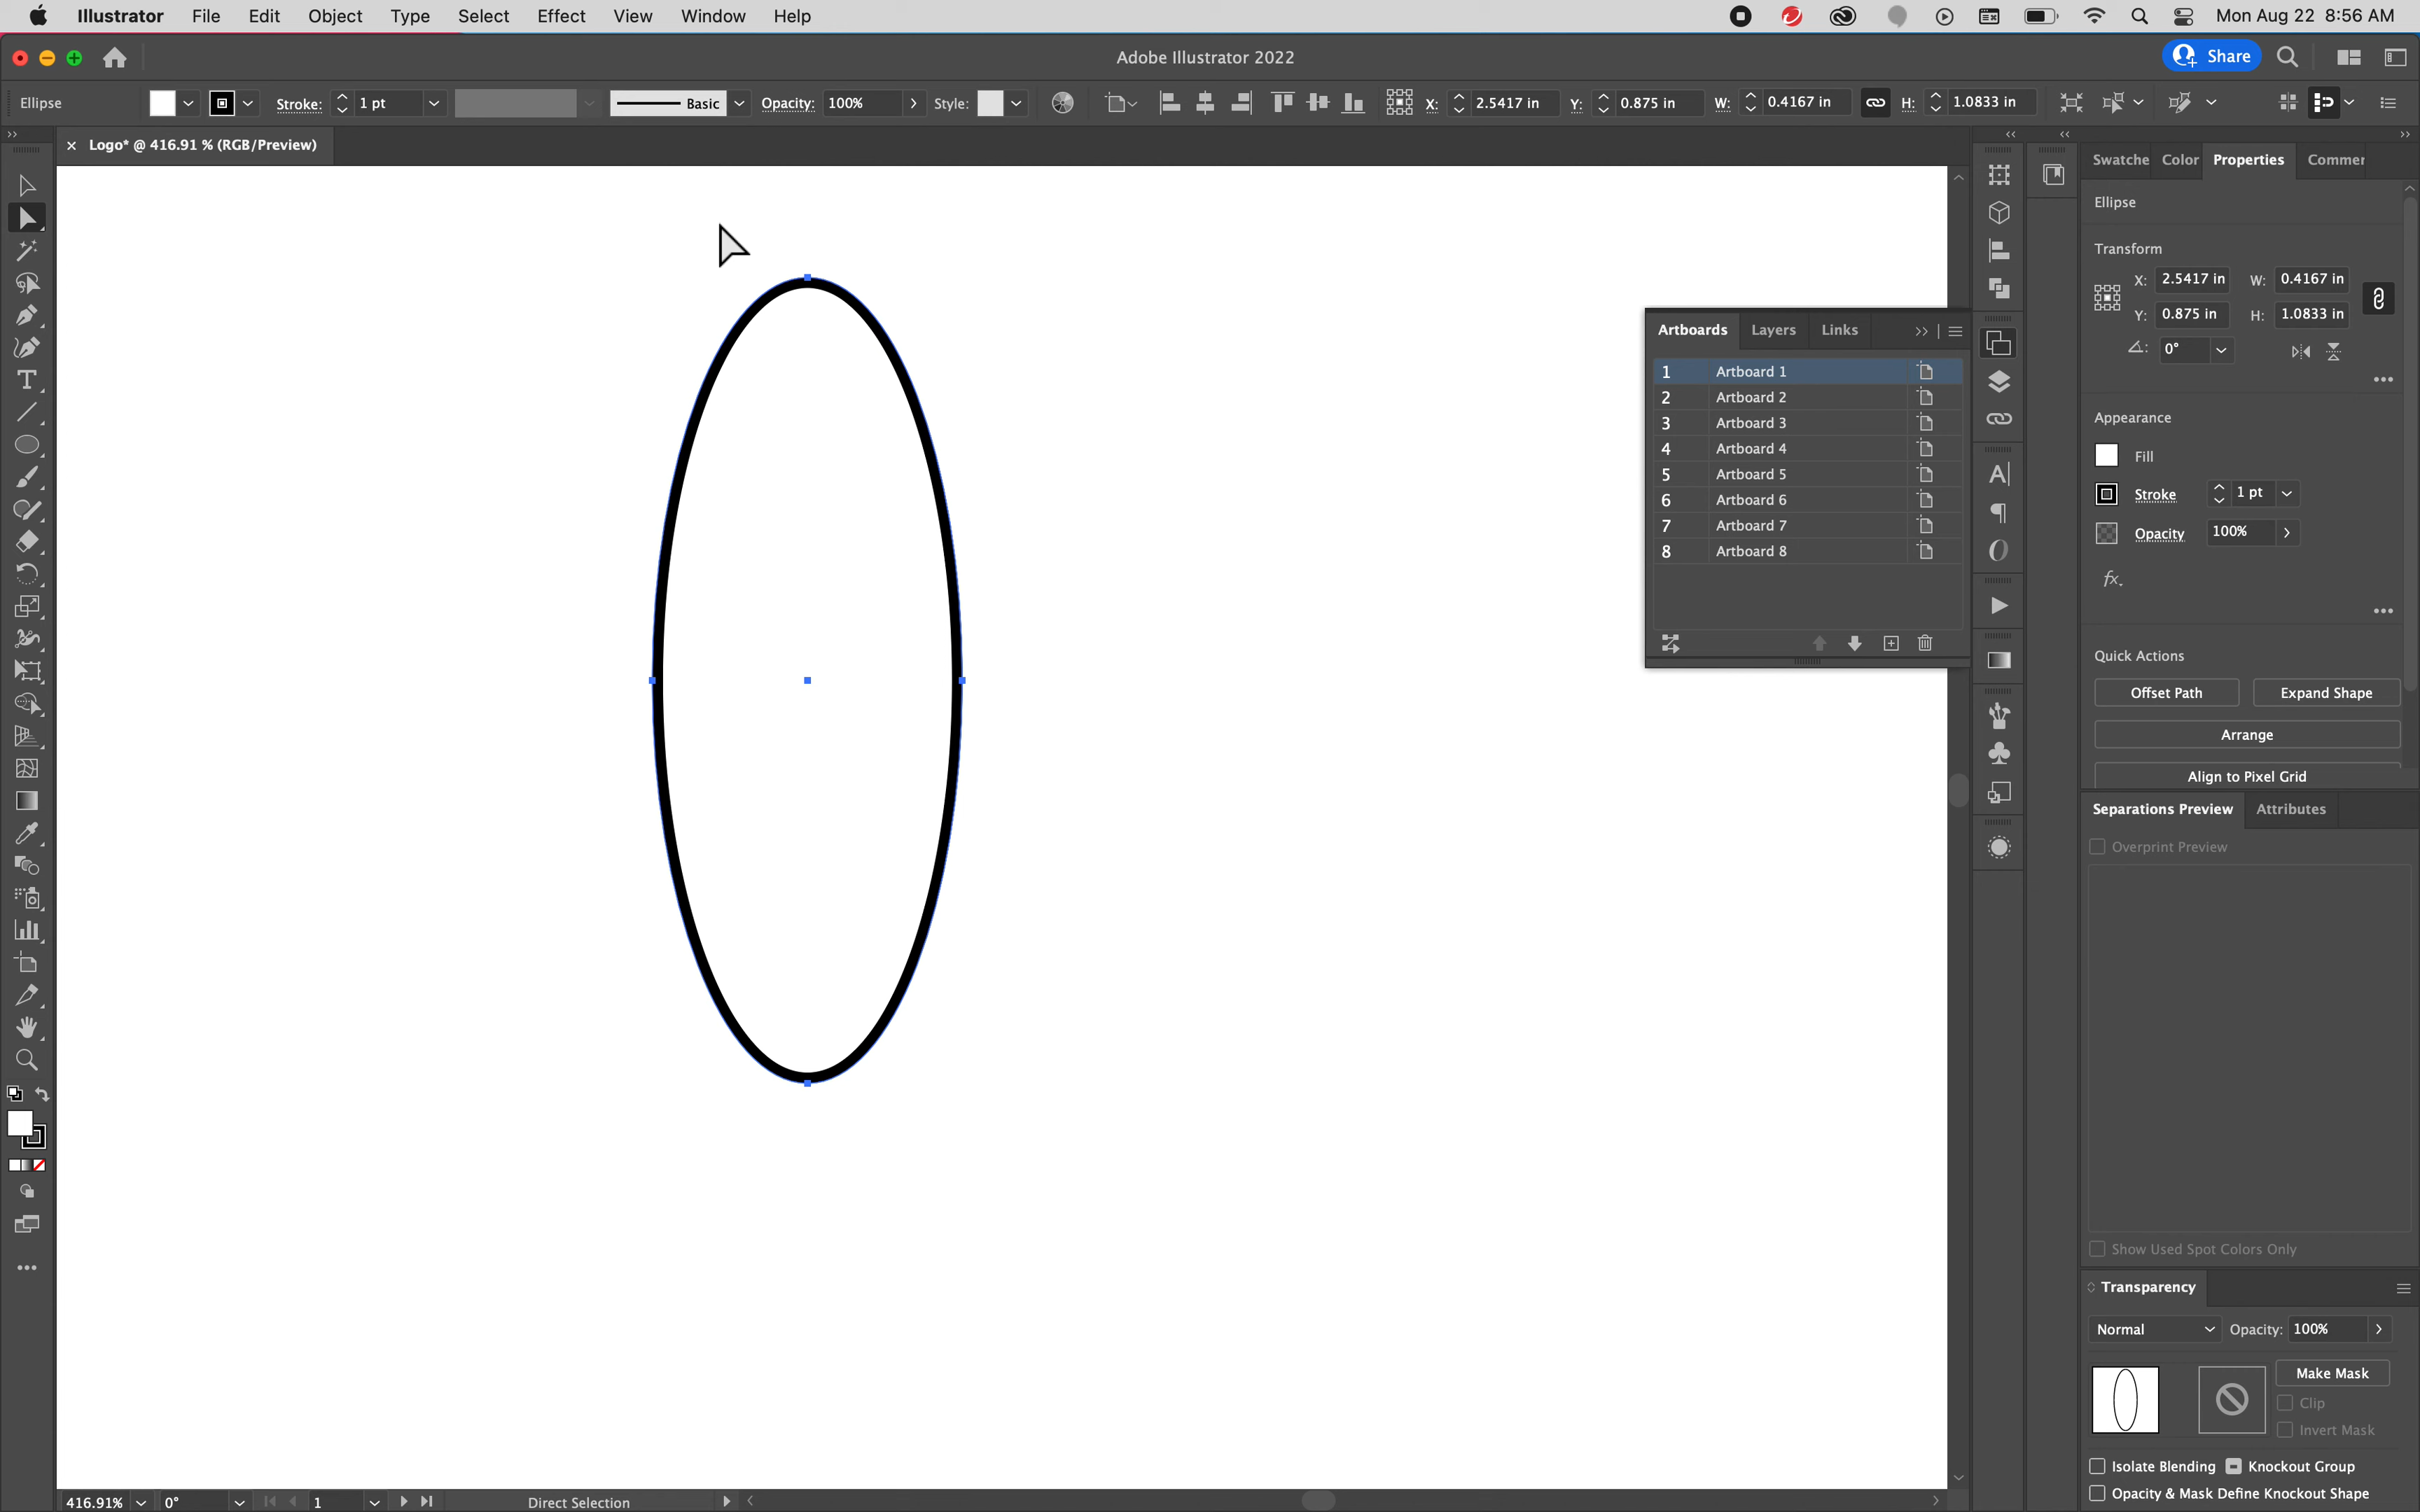 Illustrator File Edit Object Type Select Effect View Window Help Mon Aug 22 8:56 AM
Adobe Illustrator 2022 Share
Ellipse Stroke: 1 pt Basic Opacity: 100% Style: X: 2.5417 in Y: 0.875 in W: 0.4167 in H: 1.0833 in
Logo* @ 416.91 % (RGB/Preview)
Swatche Color Properties Commer
Ellipse
Transform
X: 2.5417 in W: 0.4167 in
Y: 0.875 in H: 1.0833 in
0°
Appearance
Fill
Stroke 1 pt
Opacity 100%
fx.
Quick Actions
Offset Path Expand Shape
Arrange
Align to Pixel Grid
Artboards Layers Links
1 Artboard 1
2 Artboard 2
3 Artboard 3
4 Artboard 4
5 Artboard 5
6 Artboard 6
7 Artboard 7
8 Artboard 8
Separations Preview Attributes
Overprint Preview
Show Used Spot Colors Only
Transparency
Normal Opacity: 100%
Make Mask
Clip
Invert Mask
Isolate Blending Knockout Group
Opacity & Mask Define Knockout Shape
416.91% 0° 1 Direct Selection